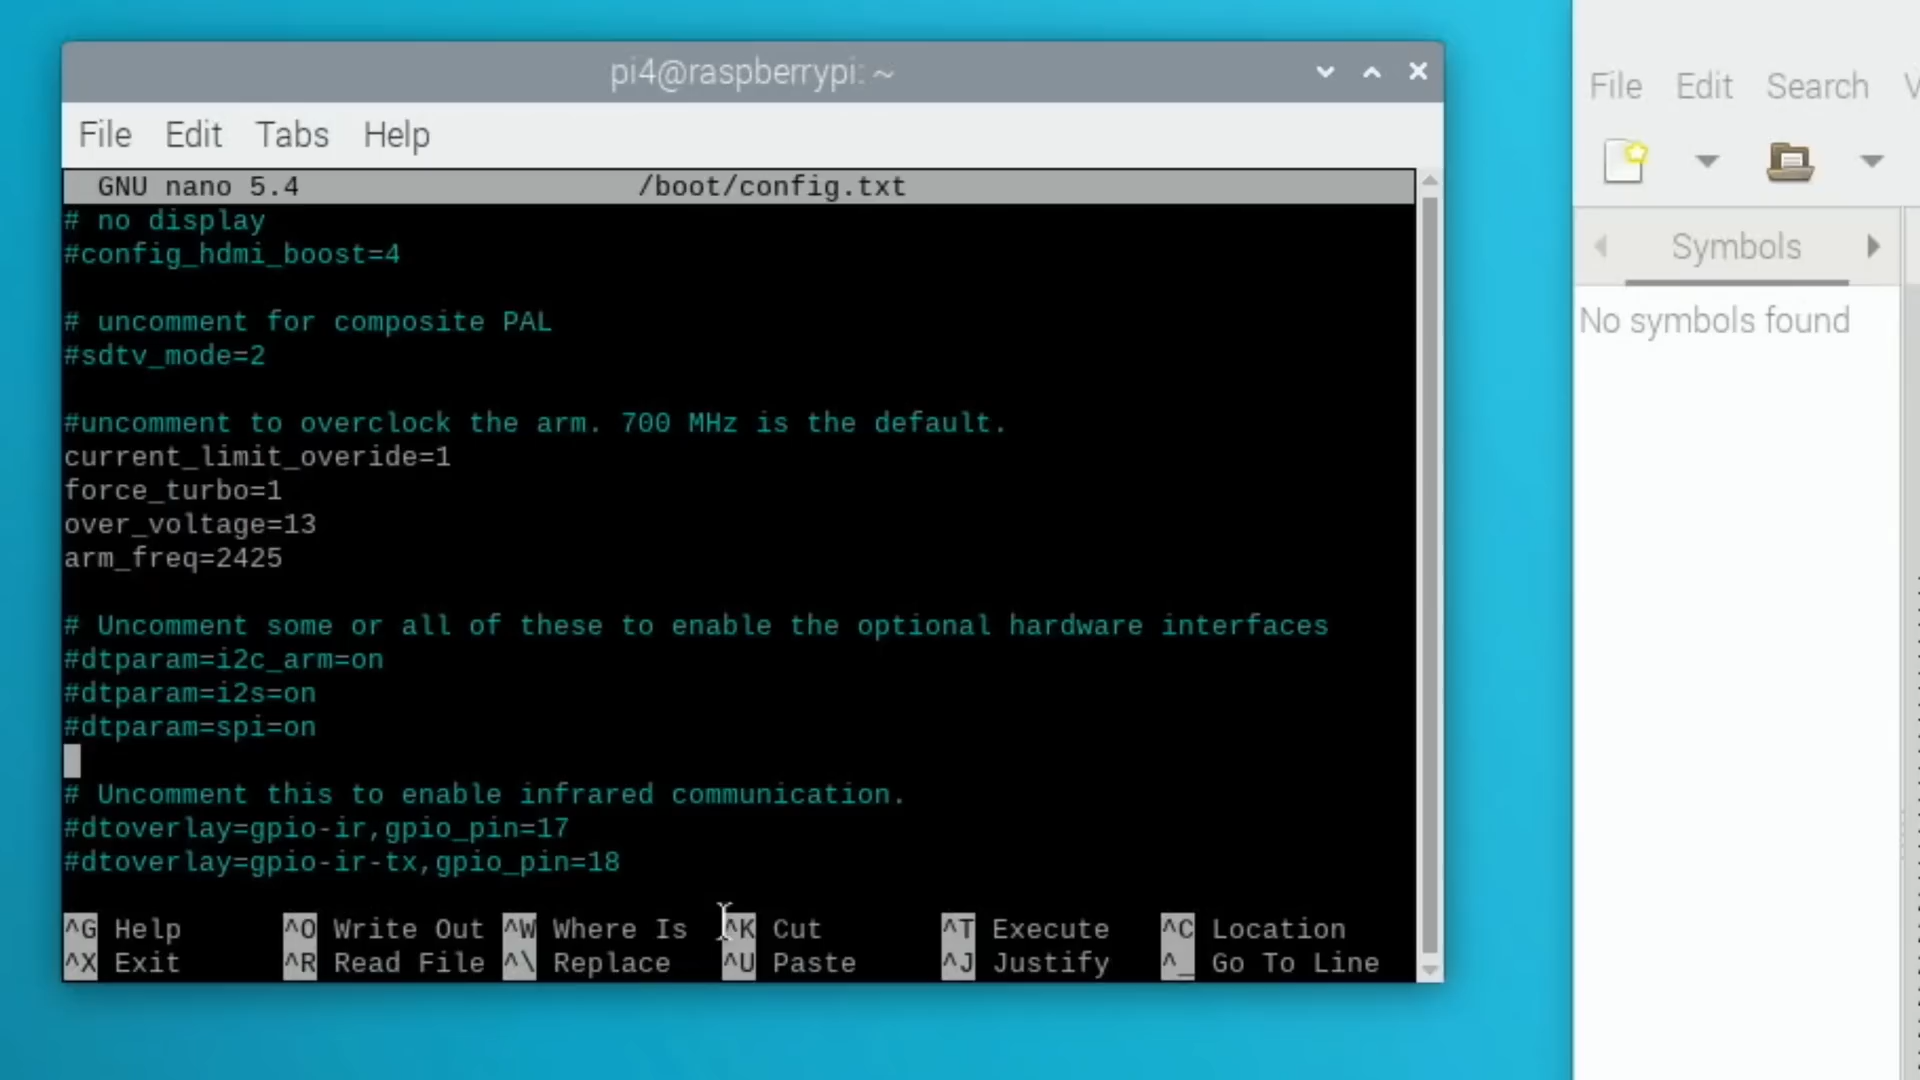 pi4@raspberrypi: ~
File Edit Tabs Help
GNU nano 5.4 /boot/config.txt
# no display
#config_hdmi_boost=4
# uncomment for composite PAL
#sdtv_mode=2
#uncomment to overclock the arm. 700 MHz is the default.
current_limit_overide=1
force_turbo=1
over_voltage=13
arm_freq=2425
# Uncomment some or all of these to enable the optional hardware interfaces
#dtparam=i2c_arm=on
#dtparam=i2s=on
#dtparam=spi=on
# Uncomment this to enable infrared communication.
#dtoverlay=gpio-ir,gpio_pin=17
#dtoverlay=gpio-ir-tx,gpio_pin=18
^G Help ^O Write Out ^W Where Is ^K Cut ^T Execute ^C Location
^X Exit ^R Read File ^\ Replace ^U Paste ^J Justify ^_ Go To Line
File Edit Search V
Symbols
No symbols found